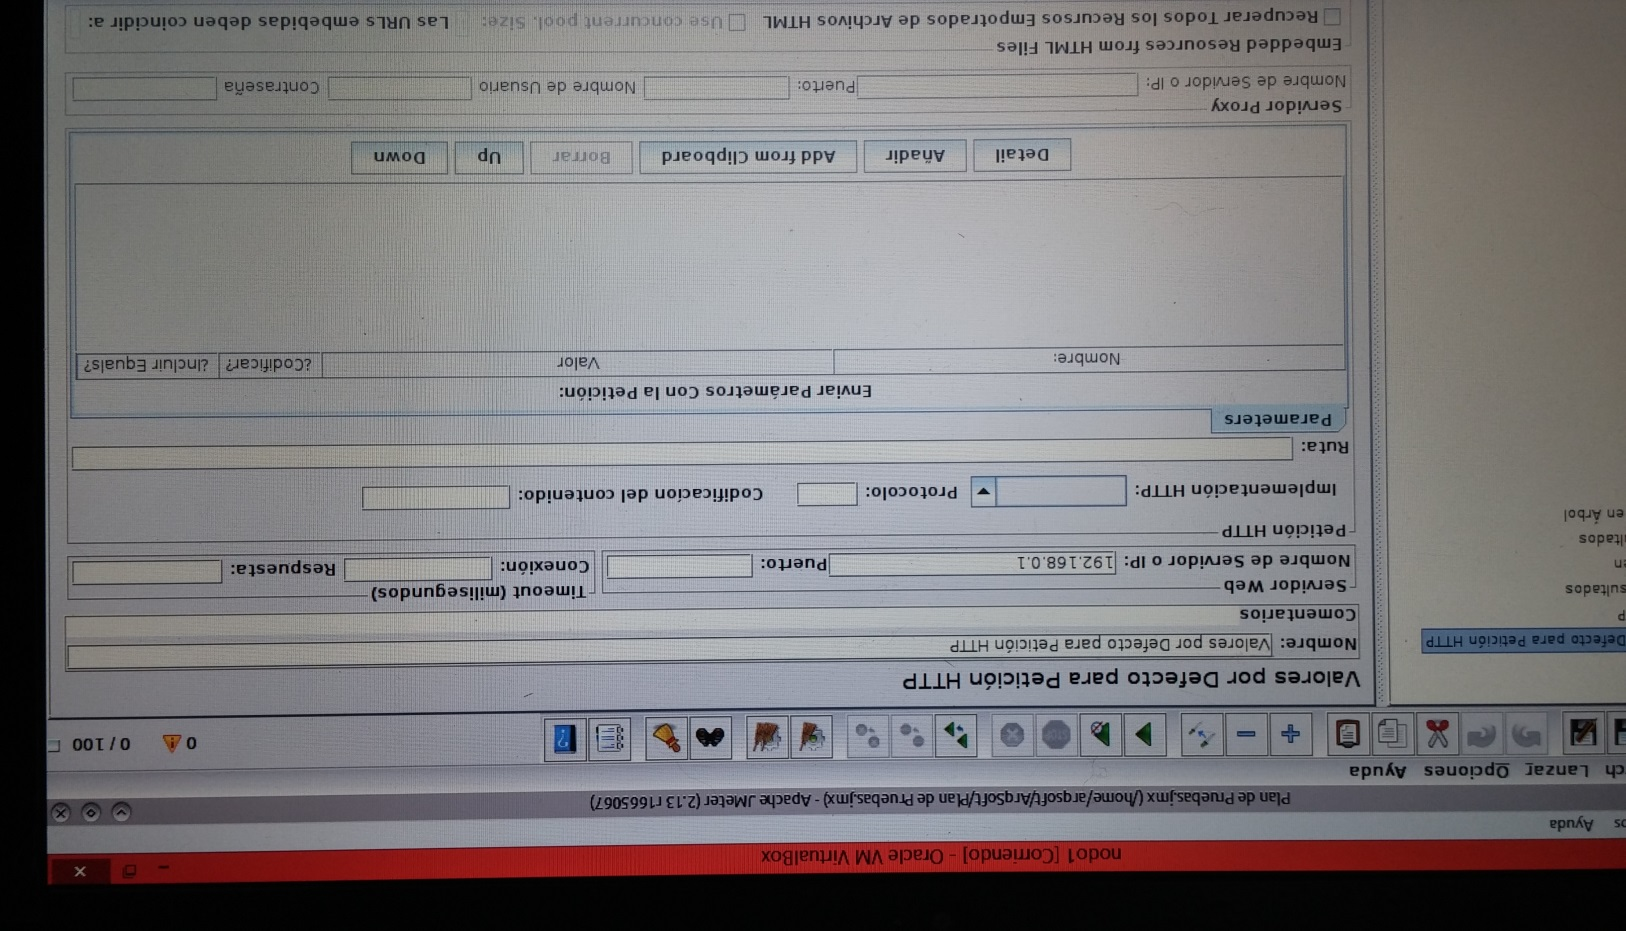 nodo1 [Corriendo] - Oracle VM VirtualBox
os Ayuda
Plan de Pruebas.jmx (/home/arqsoft/ArqSoft/Plan de Pruebas.jmx) - Apache JMeter (2.13 r1665067)
ch Lanzar Opciones Ayuda
0 0 / 100
Valores por Defecto para Petición HTTP
Nombre: Valores por Defecto para Petición HTTP
Comentarios
Servidor Web
Timeout (milisegundos)
Nombre de Servidor o IP: 192.168.0.1 Puerto: Conexión: Respuesta:
Petición HTTP
Implementación HTTP: Protocolo: Codificación del contenido:
Ruta:
Parameters
Enviar Parámetros Con la Petición:
Nombre: Valor ¿Codificar? ¿Incluir Equals?
Detail Añadir Add from Clipboard Borrar Up Down
Servidor Proxy
Nombre de Servidor o IP: Puerto: Nombre de Usuario Contraseña
Embedded Resources from HTML Files
Recuperar Todos los Recursos Empotrados de Archivos HTML Use concurrent pool. Size: Las URLs embebidas deben coincidir a:
Defecto para Petición HTTP
P
sultados
en
ltados
en Árbol